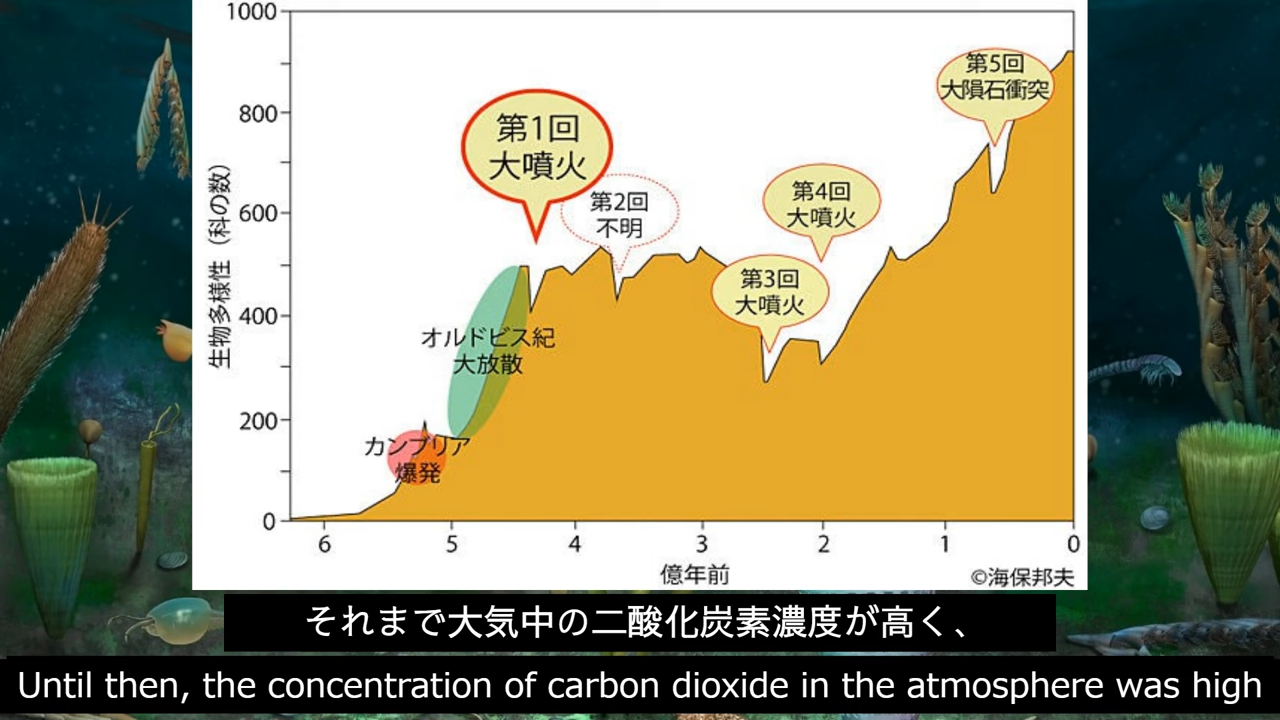 1000
800
600
400
200
0
生物多様性（科の数）
第1回
大噴火
第2回
不明
第3回
大噴火
第4回
大噴火
第5回
大隕石衝突
オルドビス紀
大放散
カンブリア
爆発
6 5 4 3 2 1 0
億年前
©海保邦夫
それまで大気中の二酸化炭素濃度が高く、
Until then, the concentration of carbon dioxide in the atmosphere was high